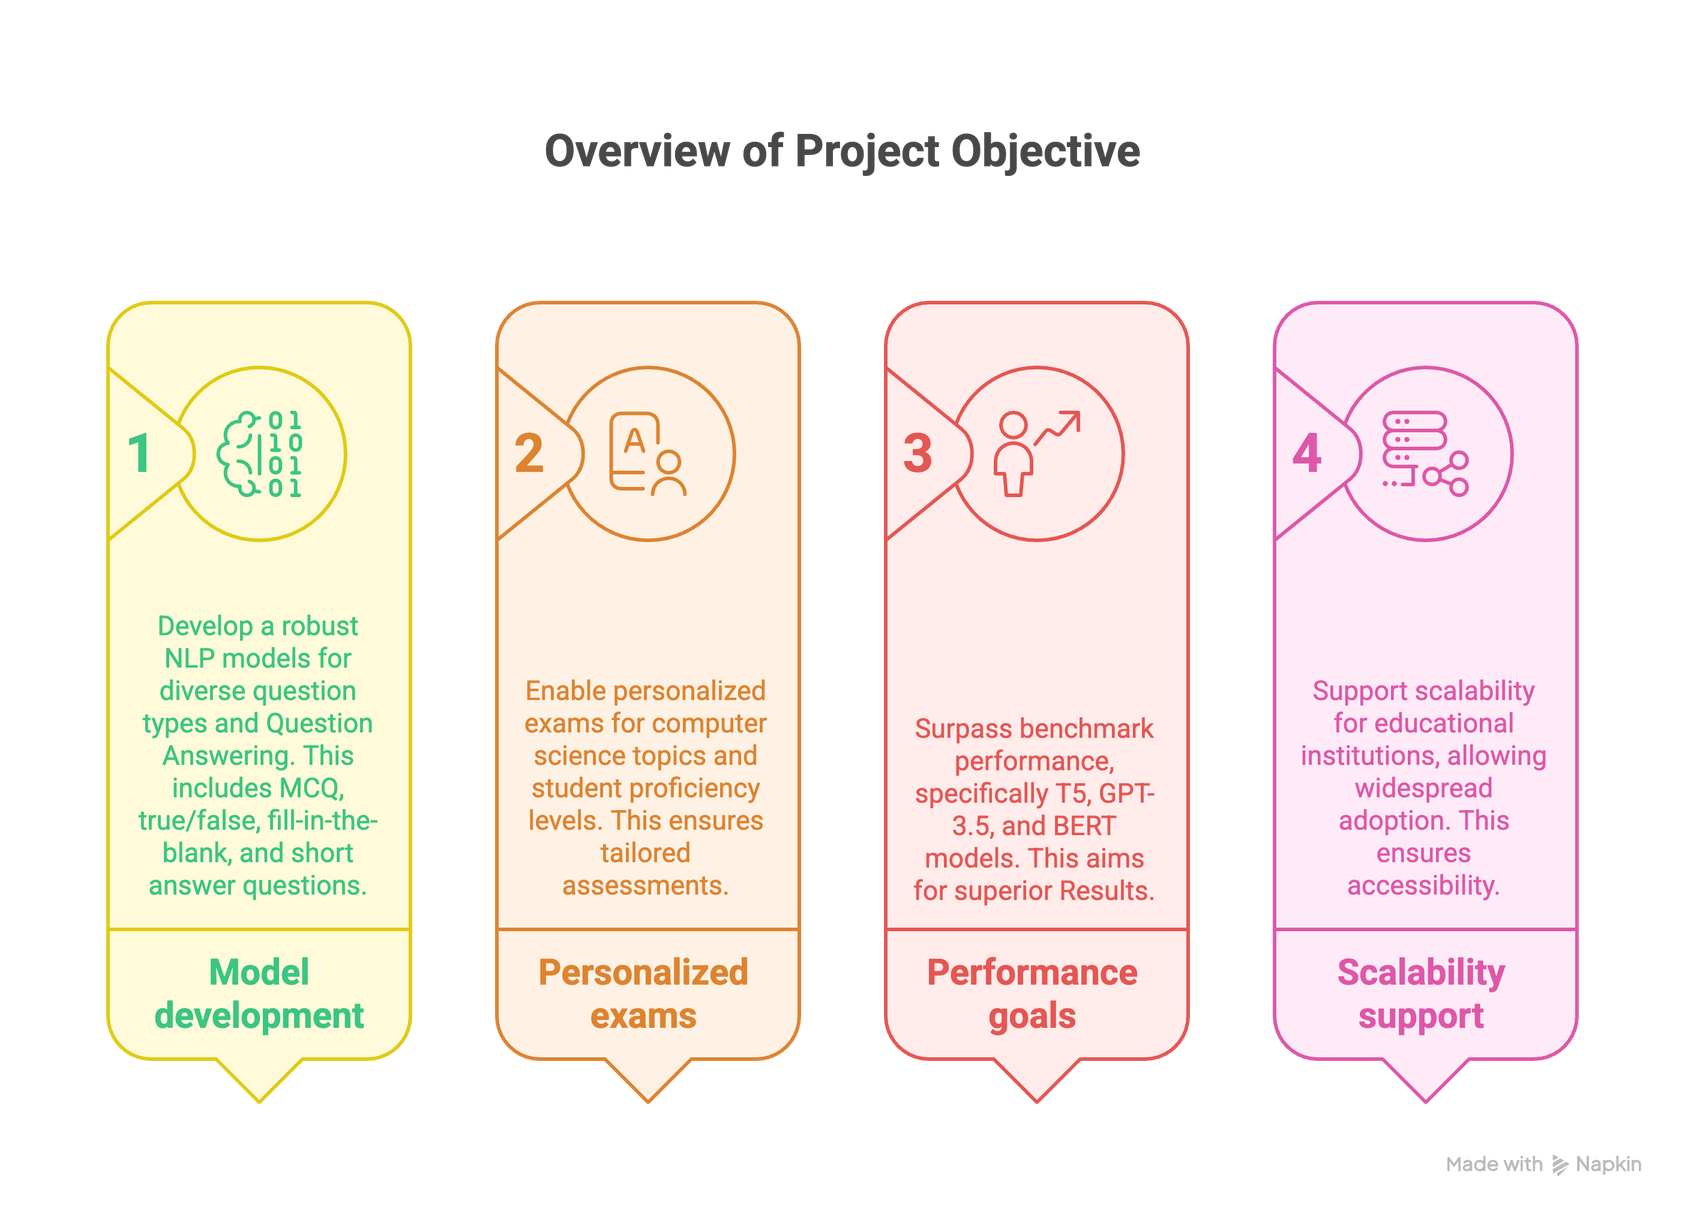 Overview of Project Objective
1
01
10
01
01
Develop a robust
NLP models for
diverse question
types and Question
Answering. This
includes MCQ,
true/false, fill-in-the-
blank, and short
answer questions.
Model
development
2
A
Enable personalized
exams for computer
science topics and
student proficiency
levels. This ensures
tailored
assessments.
Personalized
exams
3
Surpass benchmark
performance,
specifically T5, GPT-
3.5, and BERT
models. This aims
for superior Results.
Performance
goals
4
Support scalability
for educational
institutions, allowing
widespread
adoption. This
ensures
accessibility.
Scalability
support
Made with Napkin